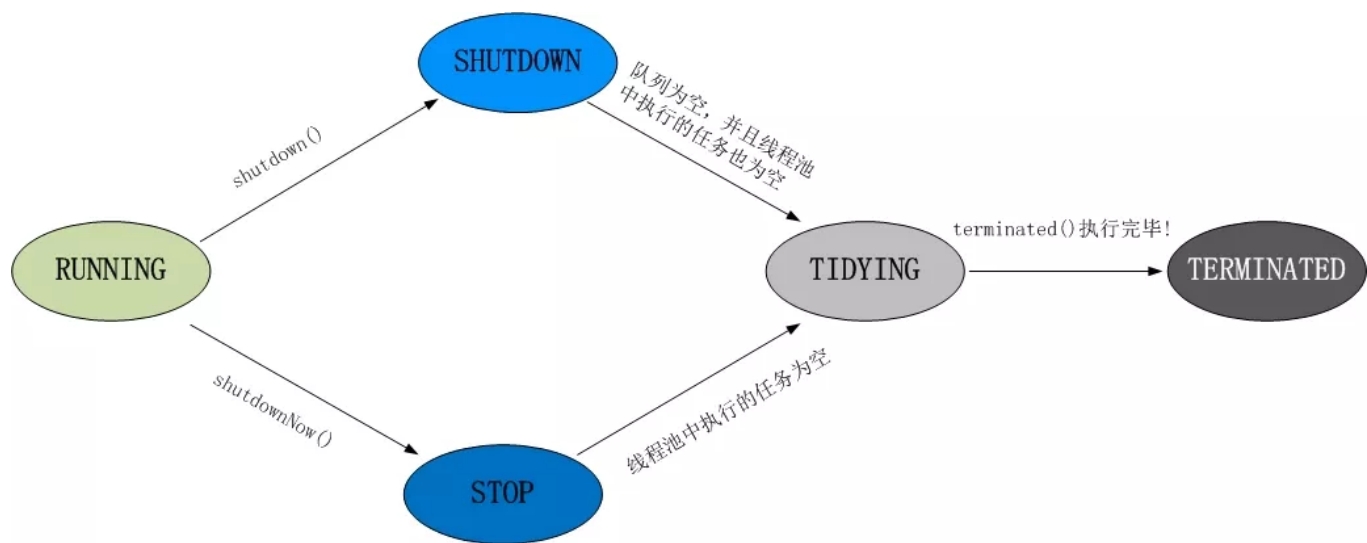 SHUTDOWN
队列为空，并且线程池
中执行的任务也为空
shutdown()
terminated()执行完毕!
RUNNING
TIDYING
TERMINATED
shutdownNow()
线程池中执行的任务为空
STOP